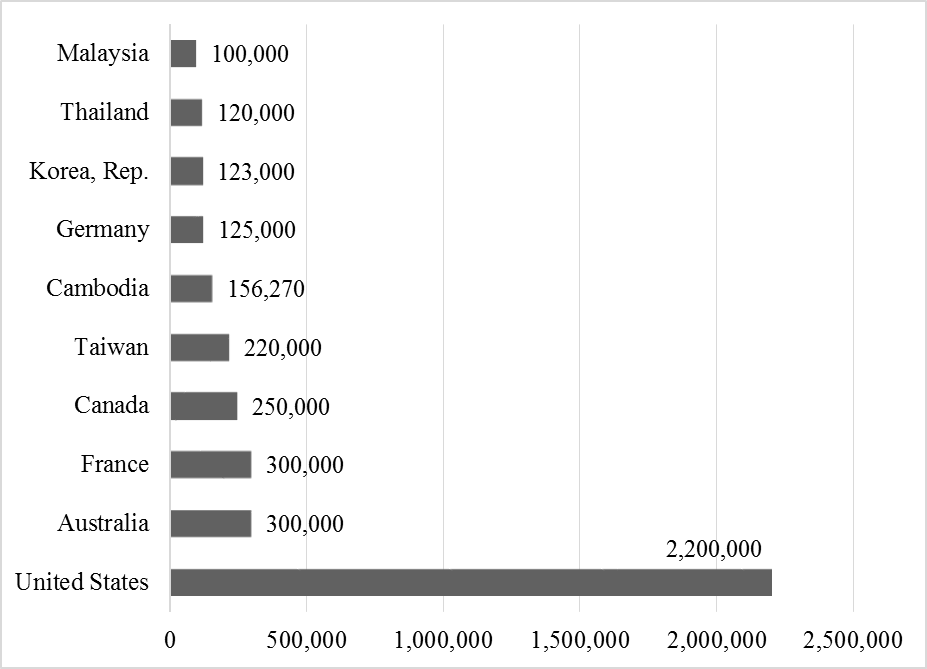 Malaysia 100,000
Thailand 120,000
Korea, Rep. 123,000
Germany 125,000
Cambodia 156,270
Taiwan 220,000
Canada 250,000
France 300,000
Australia 300,000
2,200,000
United States
0 500,000 1,000,000 1,500,000 2,000,000 2,500,000